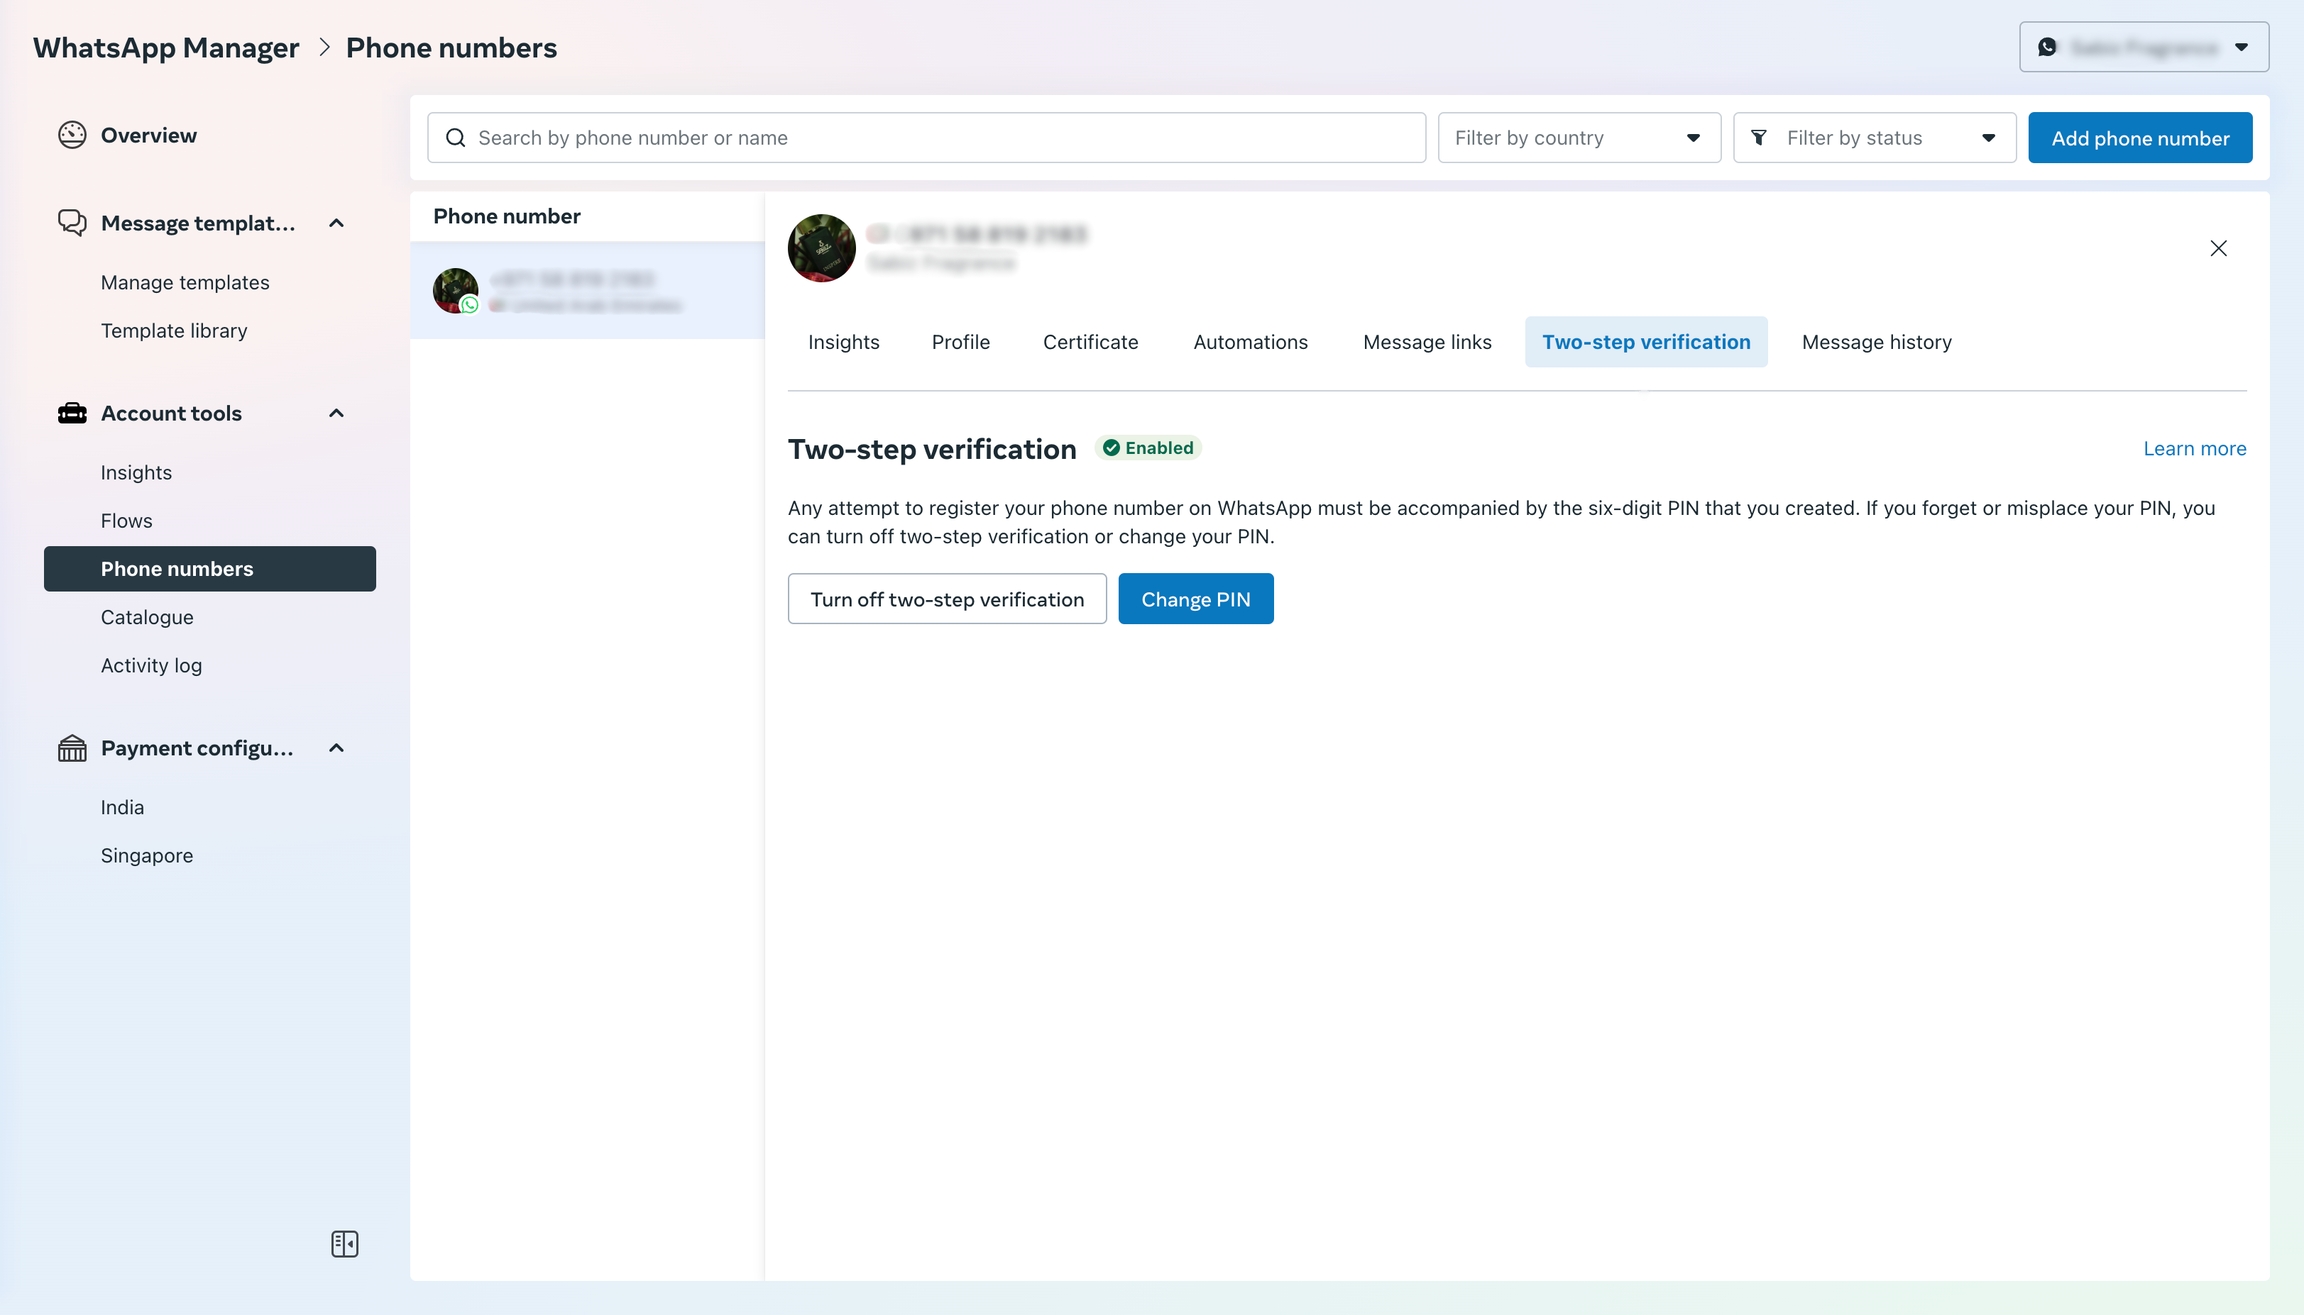 WhatsApp Manager > Phone numbers
Overview
Message templat...
Manage templates
Template library
Account tools
Insights
Flows
Phone numbers
Catalogue
Activity log
Payment configu...
India
Singapore
Search by phone number or name
Filter by country
Filter by status
Add phone number
Phone number
Insights
Profile
Certificate
Automations
Message links
Two-step verification
Message history
Two-step verification
Enabled
Learn more
Any attempt to register your phone number on WhatsApp must be accompanied by the six-digit PIN that you created. If you forget or misplace your PIN, you
can turn off two-step verification or change your PIN.
Turn off two-step verification
Change PIN